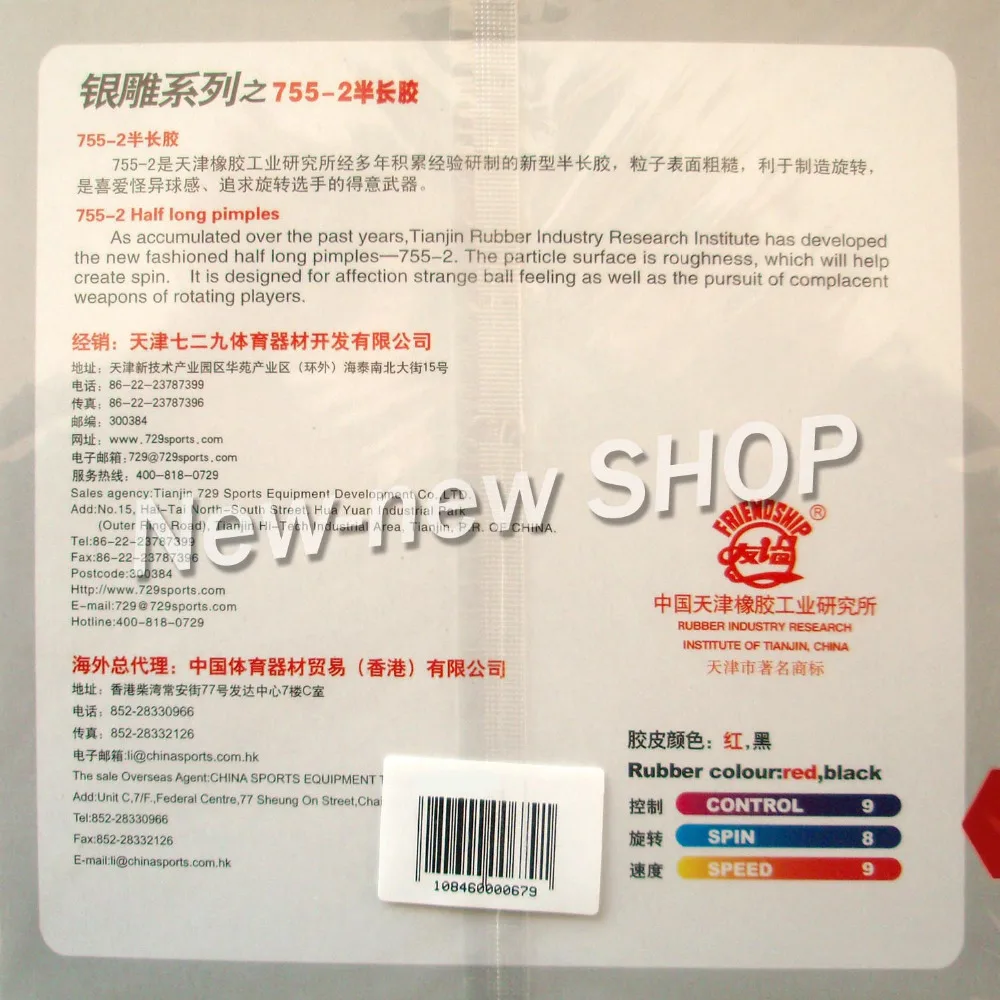 银雕系列之755-2半长胶
755-2半长胶
755-2是天津橡胶工业研究所经多年积累经验研制的新型半长胶，粒子表面粗糙，利于制造旋转，
是喜爱怪异球感、追求旋转选手的得意武器。
755-2 Half long pimples
As accumulated over the past years,Tianjin Rubber Industry Research Institute has developed
the new fashioned half long pimples—755-2. The particle surface is roughness, which will help
create spin. It is designed for affection strange ball feeling as well as the pursuit of complacent
weapons of rotating players.
经销：天津七二九体育器材开发有限公司
地址：天津新技术产业园区华苑产业区（环外）海泰南北大街15号
电话：86-22-23787399
传真：86-22-23787396
邮编：300384
网址：www.729sports.com
电子邮箱:729@729sports.com
服务热线：400-818-0729
Sales agency:Tianjin 729 Sports Equipment Development Co.,LTD.
Add:No.15, Hai-Tai North-South Street, Hua Yuan Industrial Park
(Outer Ring Road), Tianjin Hi-Tech Industrial Area, Tianjin, P.R. OF CHINA.
Tel:86-22-23787399
Fax:86-22-23787396
Postcode:300384
Http://www.729sports.com
E-mail:729@729sports.com
Hotline:400-818-0729
New new SHOP
FRIENDSHIP®
友谊
中国天津橡胶工业研究所
RUBBER INDUSTRY RESEARCH
INSTITUTE OF TIANJIN, CHINA
天津市著名商标
海外总代理：中国体育器材贸易（香港）有限公司
地址：香港柴湾常安街77号发达中心7楼C室
电话：852-28330966
传真：852-28332126
电子邮箱:li@chinasports.com.hk
The sale Overseas Agent:CHINA SPORTS EQUIPMENT
Add:Unit C,7/F.,Federal Centre,77 Sheung On Street,Chai
Tel:852-28330966
Fax:852-28332126
E-mail:li@chinasports.com.hk
108460000679
胶皮颜色：红,黑
Rubber colour:red,black
控制 CONTROL 9
旋转 SPIN 8
速度 SPEED 9